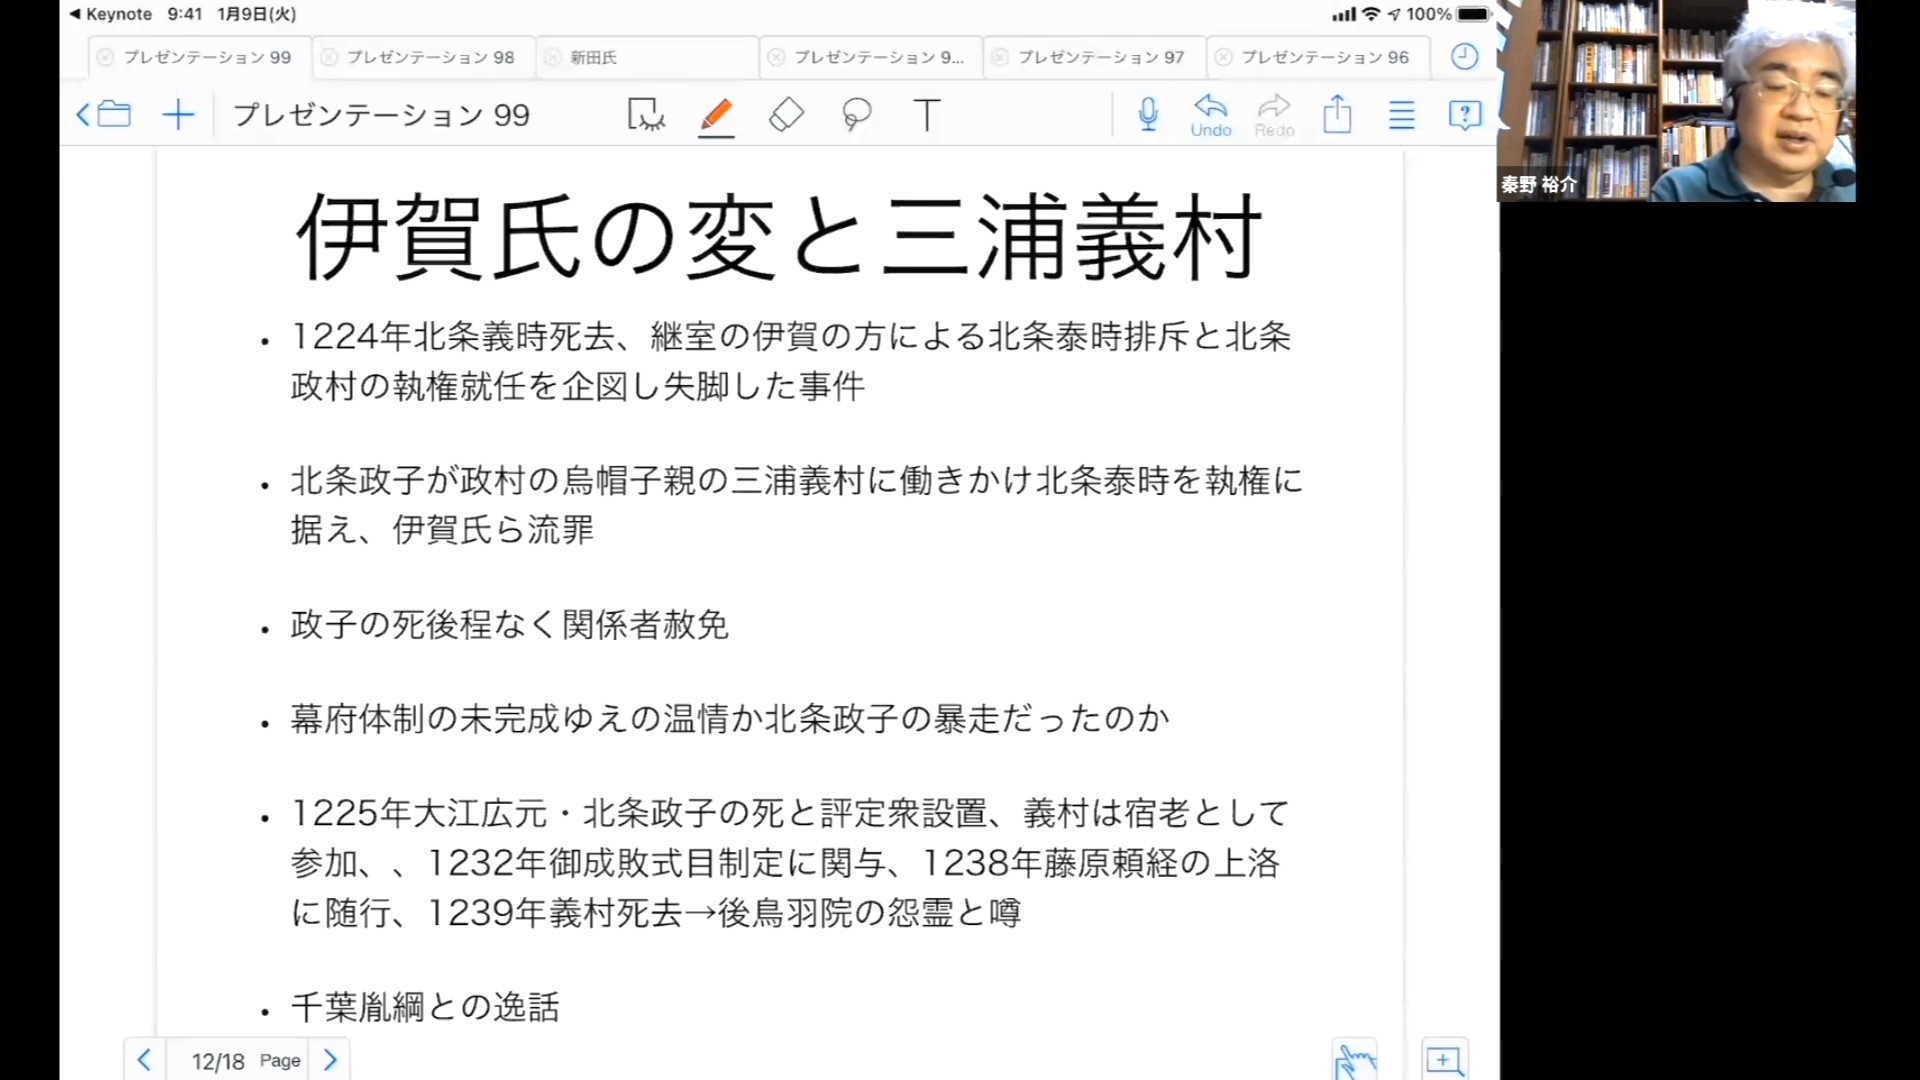 ◀ Keynote 9:41 1月9日(火) 100%
プレゼンテーション 99 プレゼンテーション 98 新田氏 プレゼンテーション 9... プレゼンテーション 97 プレゼンテーション 96
プレゼンテーション 99 T Undo Redo ?
秦野 裕介
伊賀氏の変と三浦義村
• 1224年北条義時死去、継室の伊賀の方による北条泰時排斥と北条
政村の執権就任を企図し失脚した事件
• 北条政子が政村の烏帽子親の三浦義村に働きかけ北条泰時を執権に
据え、伊賀氏ら流罪
• 政子の死後程なく関係者赦免
• 幕府体制の未完成ゆえの温情か北条政子の暴走だったのか
• 1225年大江広元・北条政子の死と評定衆設置、義村は宿老として
参加、、1232年御成敗式目制定に関与、1238年藤原頼経の上洛
に随行、1239年義村死去→後鳥羽院の怨霊と噂
• 千葉胤綱との逸話
12/18 Page